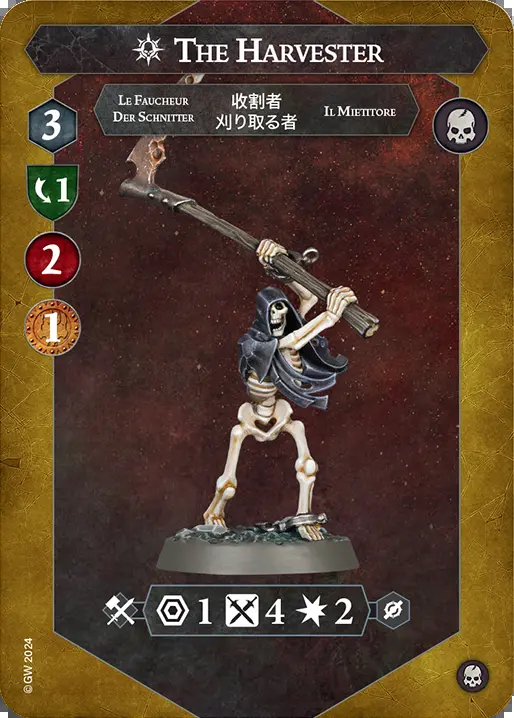 The Harvester
Le Faucheur
Der Schnitter
收割者
刈り取る者
Il Mietitore
3
1
2
1
1 4 2
©GW 2024